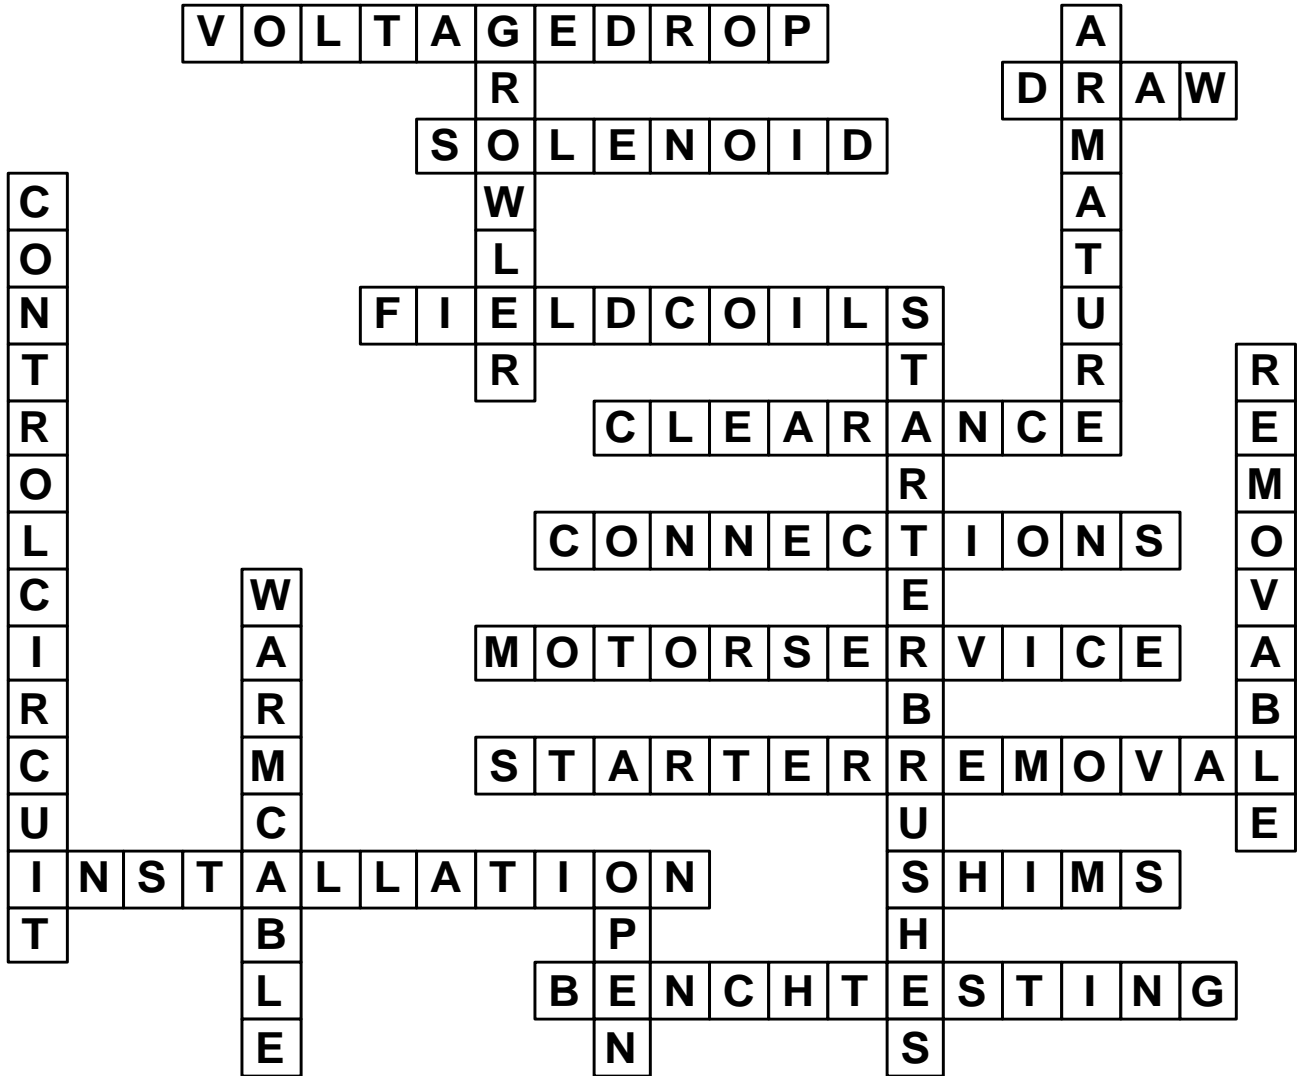 VOLTAGEDROP
ARMATURE
GROWLER
DRAW
SOLENOID
CONTROLCIRCUIT
FIELDCOILS
STARTERBRUSHES
REMOVABLE
CLEARANCE
CONNECTIONS
WARMCABLE
MOTORSERVICE
STARTERREMOVAL
INSTALLATION
OPEN
SHIMS
BENCHTESTING